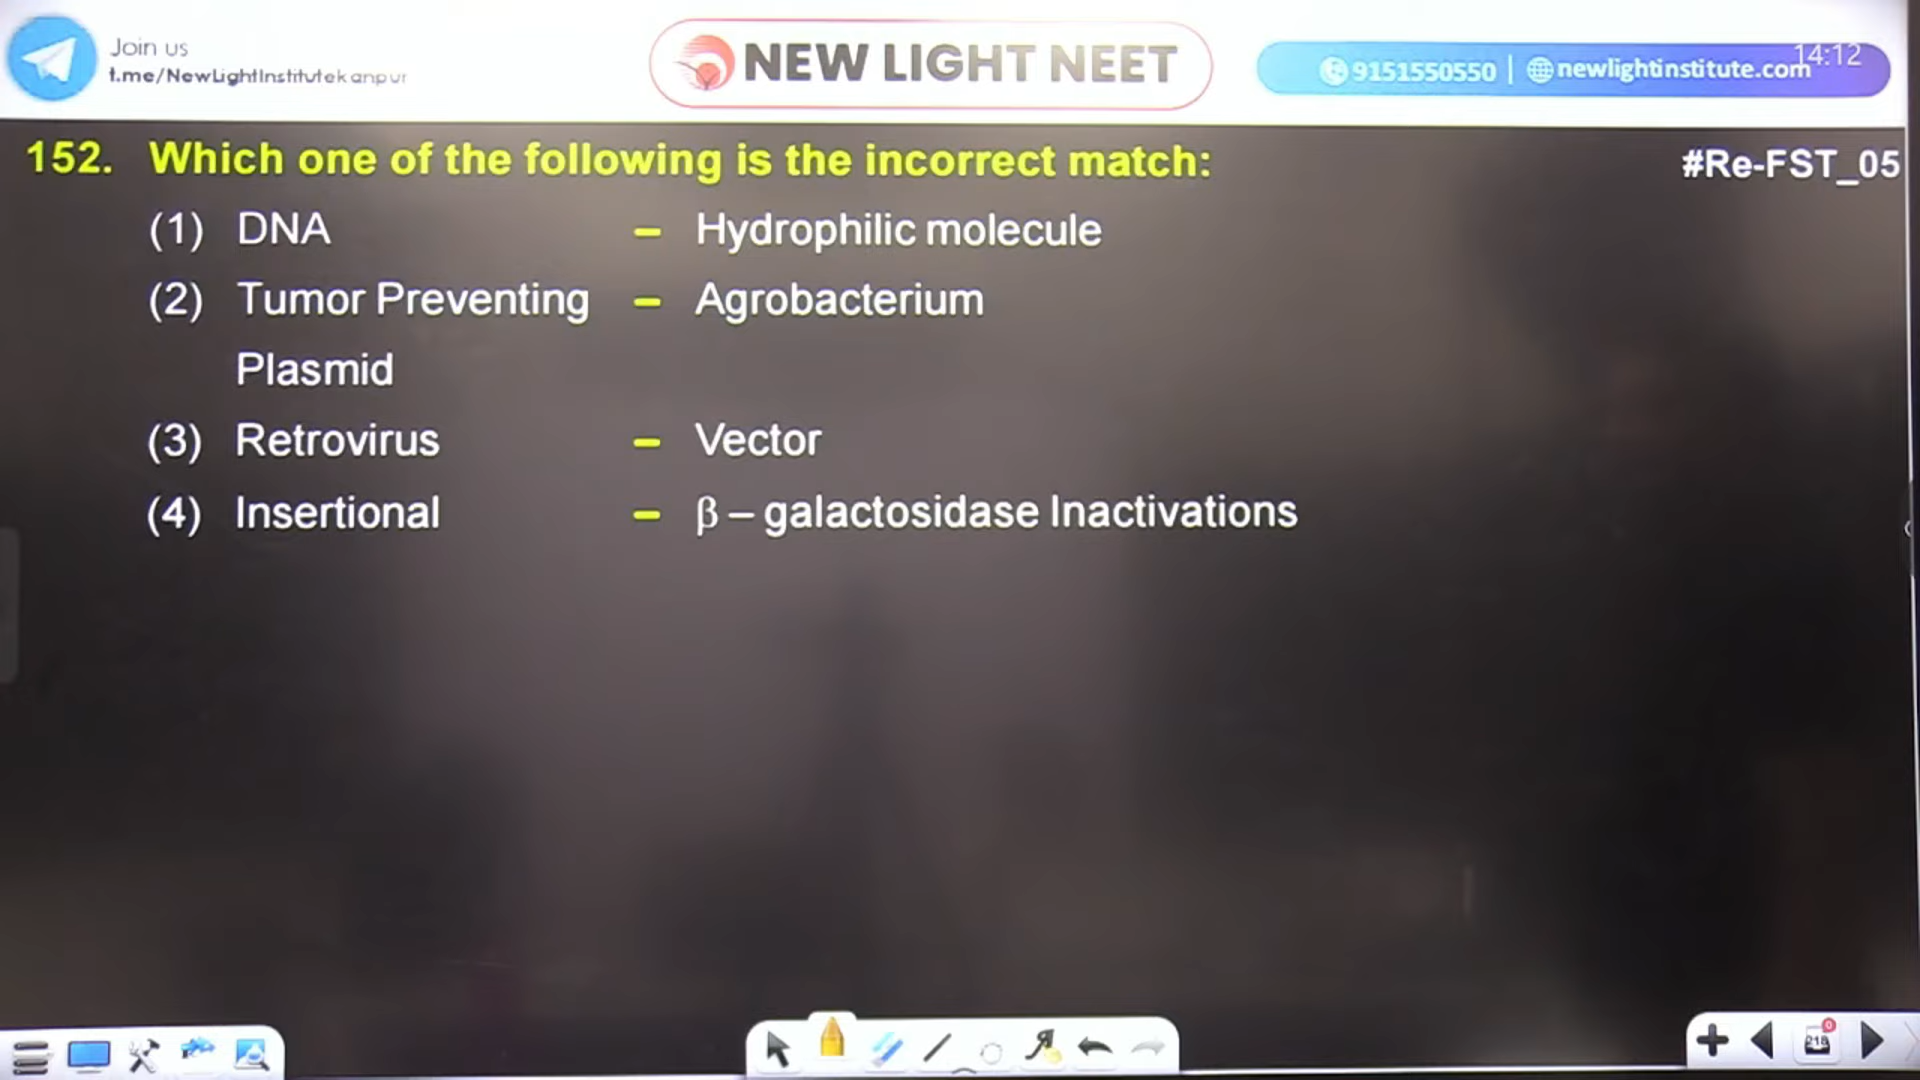 Join us
t.me/NewLightInstitutekanpur
NEW LIGHT NEET
9151550550 | newlightinstitute.com
14:12
152. Which one of the following is the incorrect match:
#Re-FST_05
(1) DNA – Hydrophilic molecule
(2) Tumor Preventing – Agrobacterium
Plasmid
(3) Retrovirus – Vector
(4) Insertional – β – galactosidase Inactivations
0
218